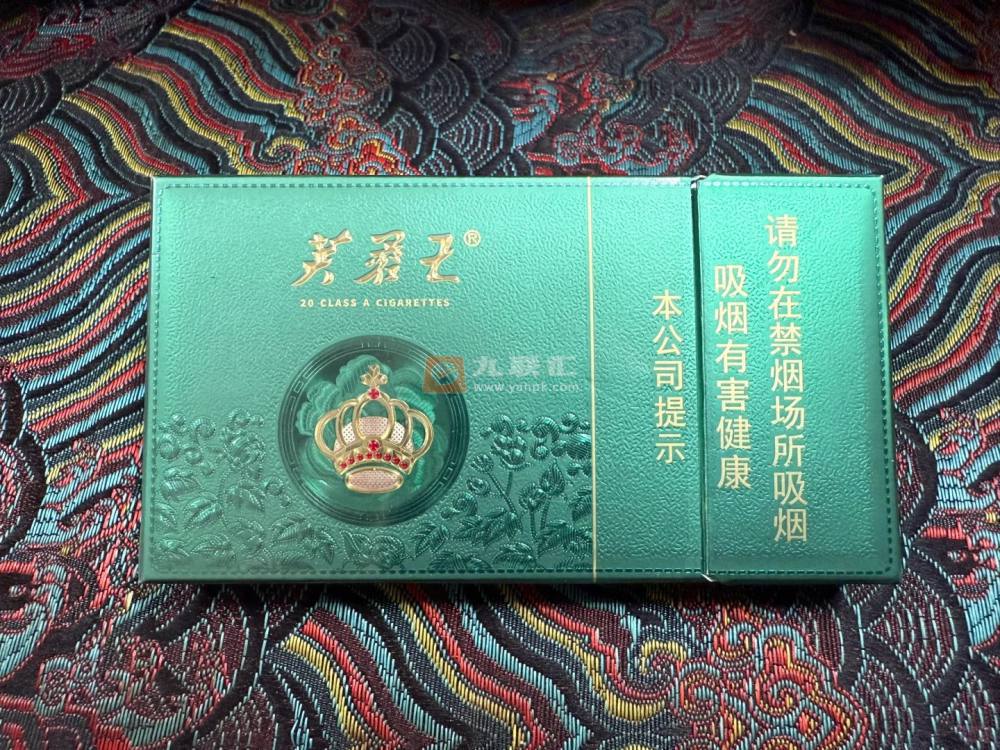 芙蓉王®
20 CLASS A CIGARETTES
九联汇
www.yanpk.com
本公司提示
吸烟有害健康
请勿在禁烟场所吸烟